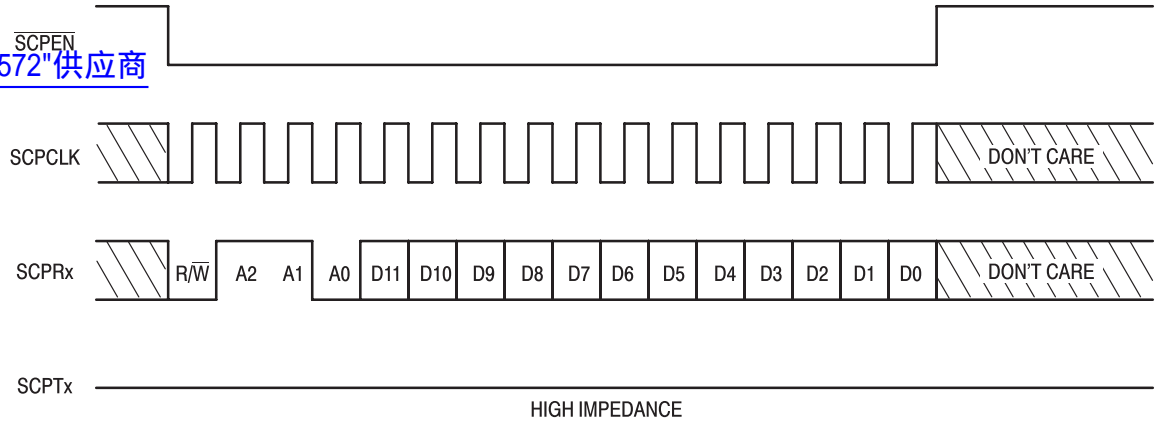 SCPEN
572"供应商
SCPCLK
DON'T CARE
SCPRx
R/W A2 A1 A0 D11 D10 D9 D8 D7 D6 D5 D4 D3 D2 D1 D0 DON'T CARE
SCPTx
HIGH IMPEDANCE